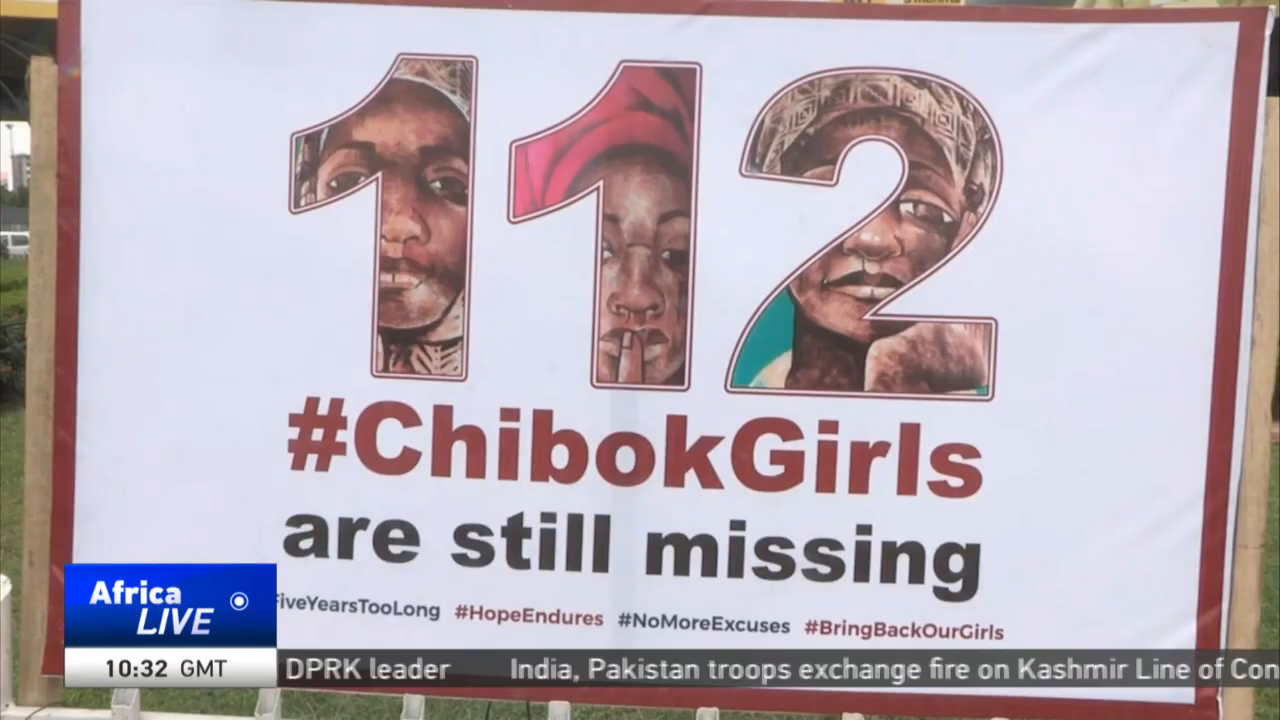 112
#ChibokGirls
are still missing
iveYearsTooLong #HopeEndures #NoMoreExcuses #BringBackOurGirls
Africa
LIVE
10:32 GMT
DPRK leader India, Pakistan troops exchange fire on Kashmir Line of Con